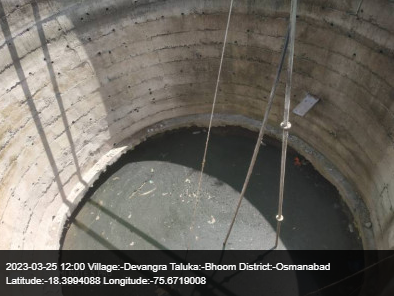 2023-03-25 12:00 Village:-Devangra Taluka:-Bhoom District:-Osmanabad
Latitude:-18.3994088 Longitude:-75.6719008